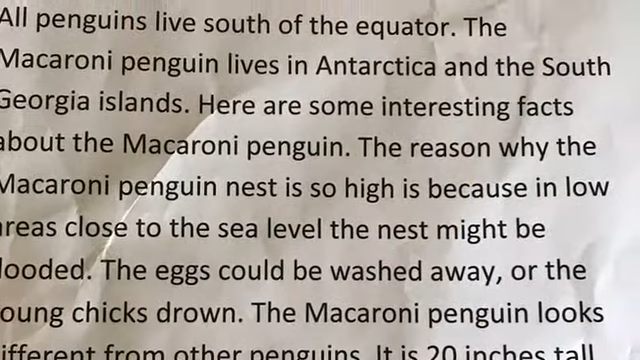 All penguins live south of the equator. The
Macaroni penguin lives in Antarctica and the South
Georgia islands. Here are some interesting facts
about the Macaroni penguin. The reason why the
Macaroni penguin nest is so high is because in low
areas close to the sea level the nest might be
looded. The eggs could be washed away, or the
oung chicks drown. The Macaroni penguin looks
ifferent from other penguins. It is 20 inches tall